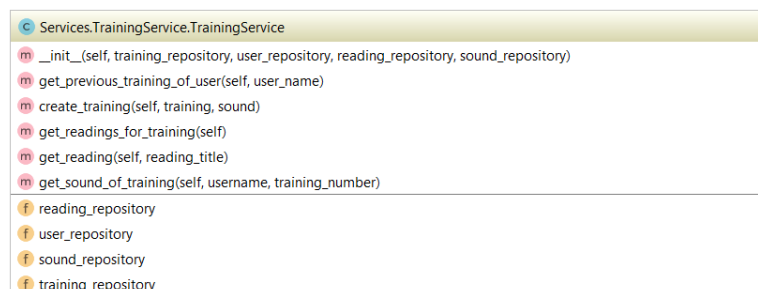 C Services.TrainingService.TrainingService
m __init__(self, training_repository, user_repository, reading_repository, sound_repository)
m get_previous_training_of_user(self, user_name)
m create_training(self, training, sound)
m get_readings_for_training(self)
m get_reading(self, reading_title)
m get_sound_of_training(self, username, training_number)
f reading_repository
f user_repository
f sound_repository
f training_repository